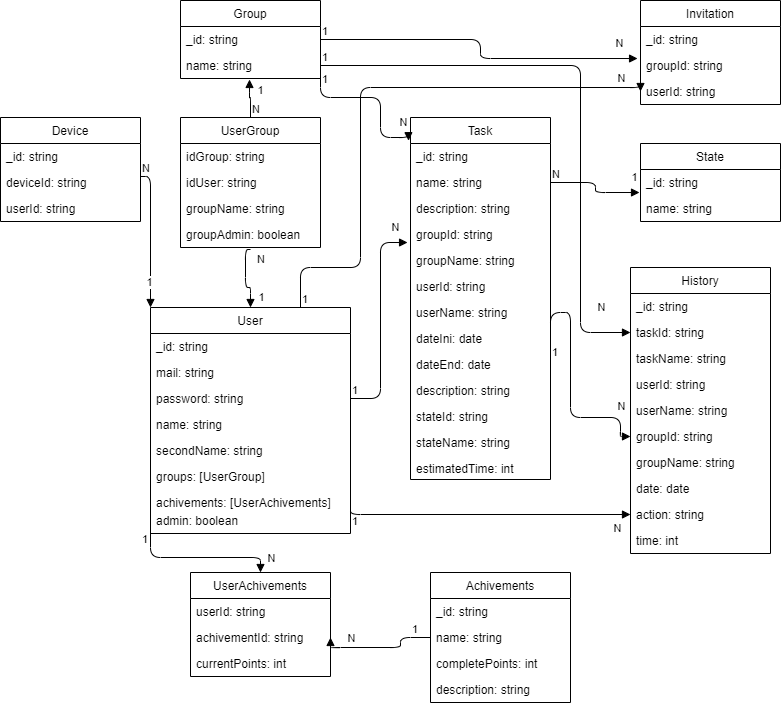 Group
_id: string
name: string
1
1
1
N
N
Invitation
_id: string
groupId: string
userId: string
1
N
Device
_id: string
deviceId: string
userId: string
N
1
UserGroup
idGroup: string
idUser: string
groupName: string
groupAdmin: boolean
N
1
N
Task
_id: string
name: string
description: string
groupId: string
groupName: string
userId: string
userName: string
dateIni: date
dateEnd: date
description: string
stateId: string
stateName: string
estimatedTime: int
N
1
State
_id: string
name: string
N
1
1
User
_id: string
mail: string
password: string
name: string
secondName: string
groups: [UserGroup]
achivements: [UserAchivements]
admin: boolean
1
1
1
N
N
History
_id: string
taskId: string
taskName: string
userId: string
userName: string
groupId: string
groupName: string
date: date
action: string
time: int
N
N
UserAchivements
userId: string
achivementId: string
currentPoints: int
N
1
Achivements
_id: string
name: string
completePoints: int
description: string